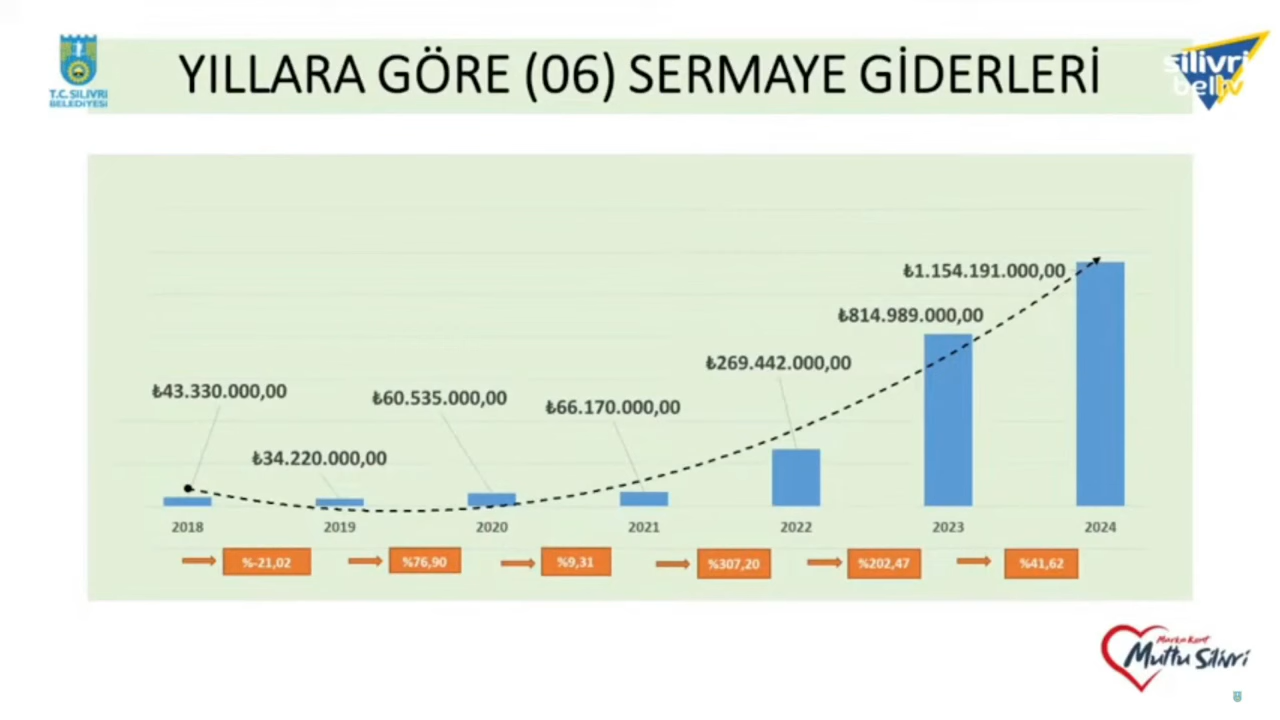 YILLARA GÖRE (06) SERMAYE GİDERLERİ
T.C. SİLİVRİ
BELEDİYESİ
silivri
bel tv
₺1.154.191.000,00
₺814.989.000,00
₺269.442.000,00
₺43.330.000,00
₺60.535.000,00
₺66.170.000,00
₺34.220.000,00
2018 2019 2020 2021 2022 2023 2024
%-21,02 %76,90 %9,31 %307,20 %202,47 %41,62
Marka Kent
Mutlu Silivri